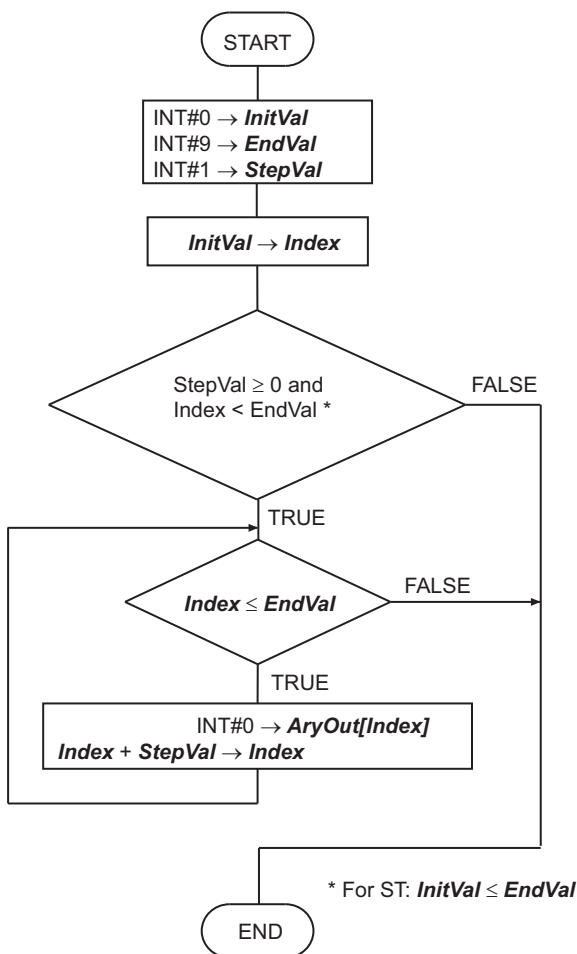 START
INT#0 → InitVal
INT#9 → EndVal
INT#1 → StepVal
InitVal → Index
StepVal ≥ 0 and
Index < EndVal *
FALSE
TRUE
Index ≤ EndVal
FALSE
TRUE
INT#0 → AryOut[Index]
Index + StepVal → Index
* For ST: InitVal ≤ EndVal
END